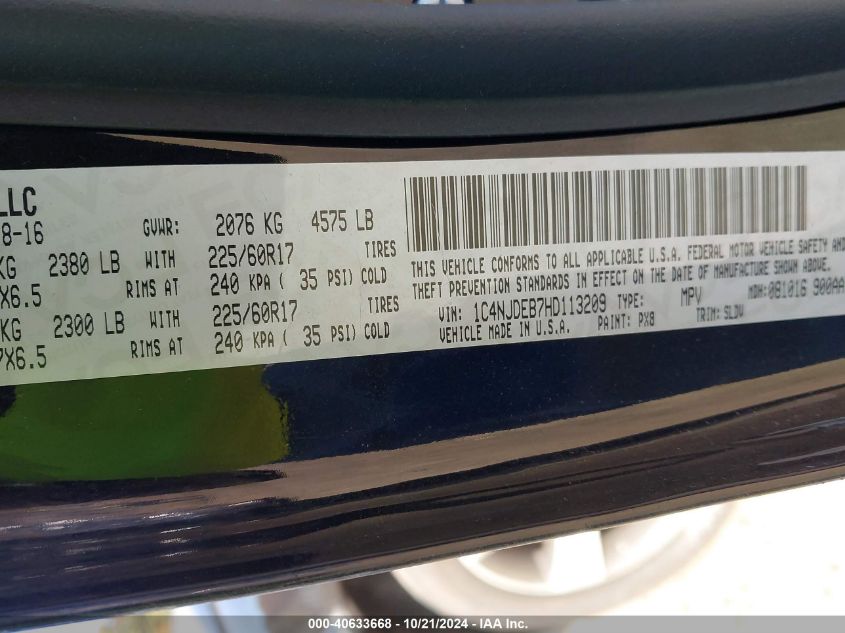 LLC
8-16
GVWR: 2076 KG 4575 LB
KG 2380 LB WITH 225/60R17 TIRES
X6.5 RIMS AT 240 KPA ( 35 PSI) COLD
KG 2300 LB WITH 225/60R17 TIRES
7X6.5 RIMS AT 240 KPA ( 35 PSI) COLD
THIS VEHICLE CONFORMS TO ALL APPLICABLE U.S.A. FEDERAL MOTOR VEHICLE SAFETY AND
THEFT PREVENTION STANDARDS IN EFFECT ON THE DATE OF MANUFACTURE SHOWN ABOVE.
VIN: 1C4NJDEB7HD113209 TYPE: MPV MDH: 081016 900AA
VEHICLE MADE IN U.S.A. PAINT: PX8 TRIM: SLDV
000-40633668 - 10/21/2024 - IAA Inc.